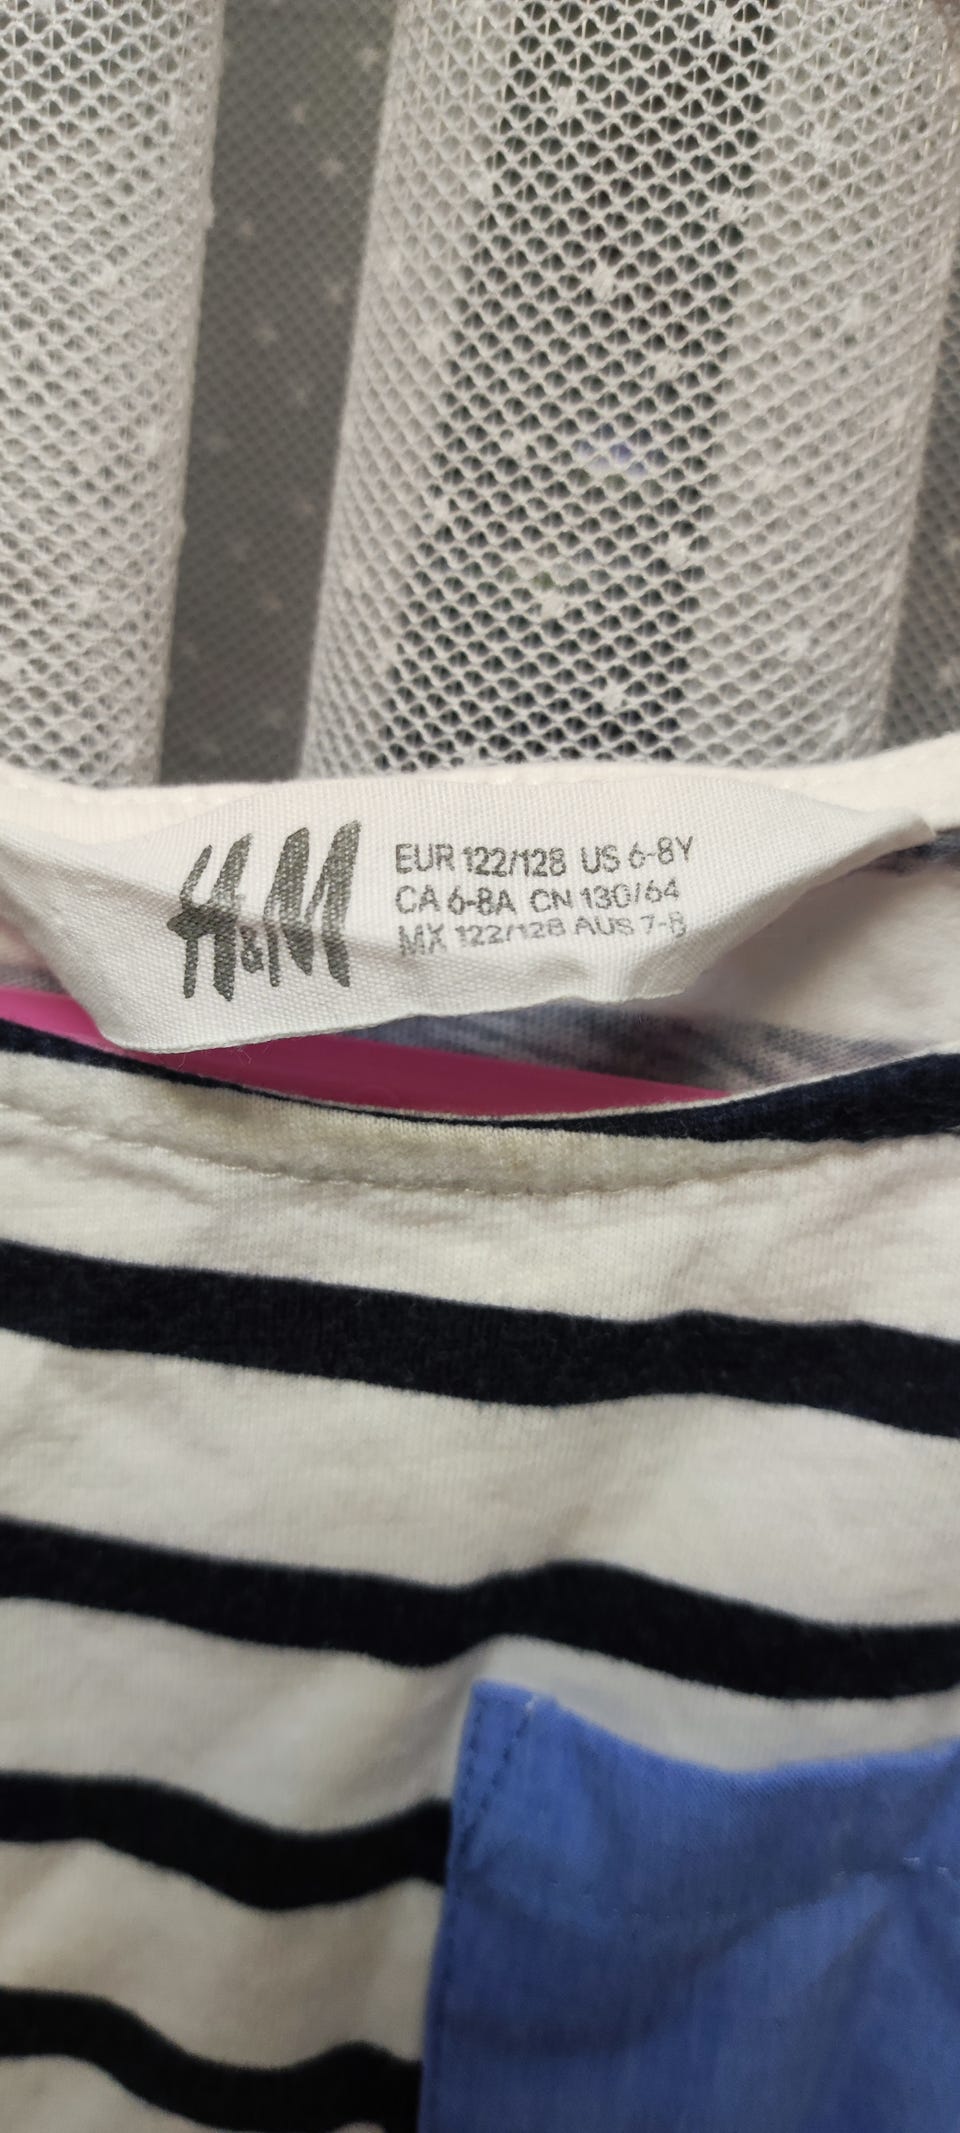 H&M
EUR 122/128 US 6-8Y
CA 6-8A CN 130/64
MX 122/128 AUS 7-8